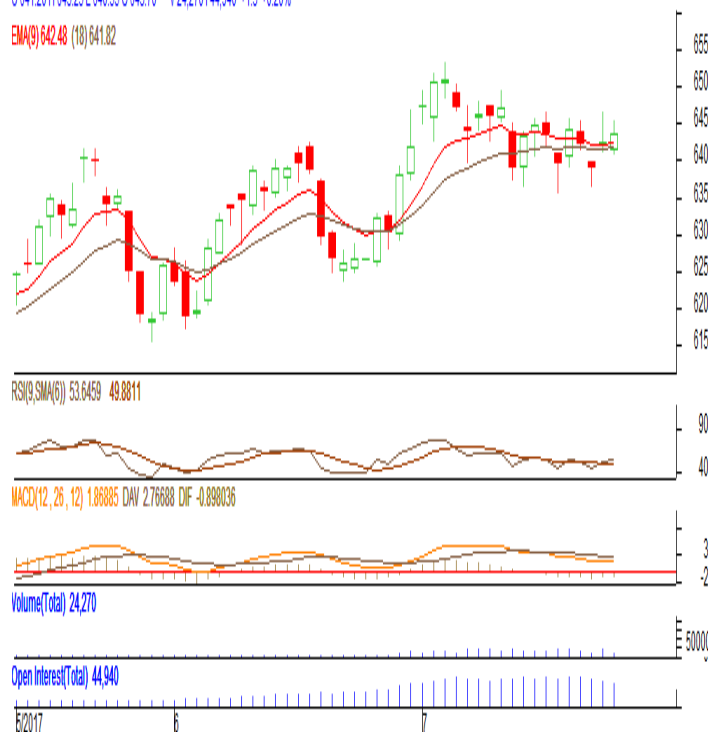 EMA(9) 642.48 (18) 641.82
655
650
645
640
635
630
625
620
615
RSI(9,SMA(6)) 53.6459 49.8811
90
40
MACD(12 , 26 , 12) 1.86885 DAV 2.76688 DIF -0.898036
3
-2
Volume(Total) 24,270
50000
Open Interest(Total) 44,940
5/2017 6 7